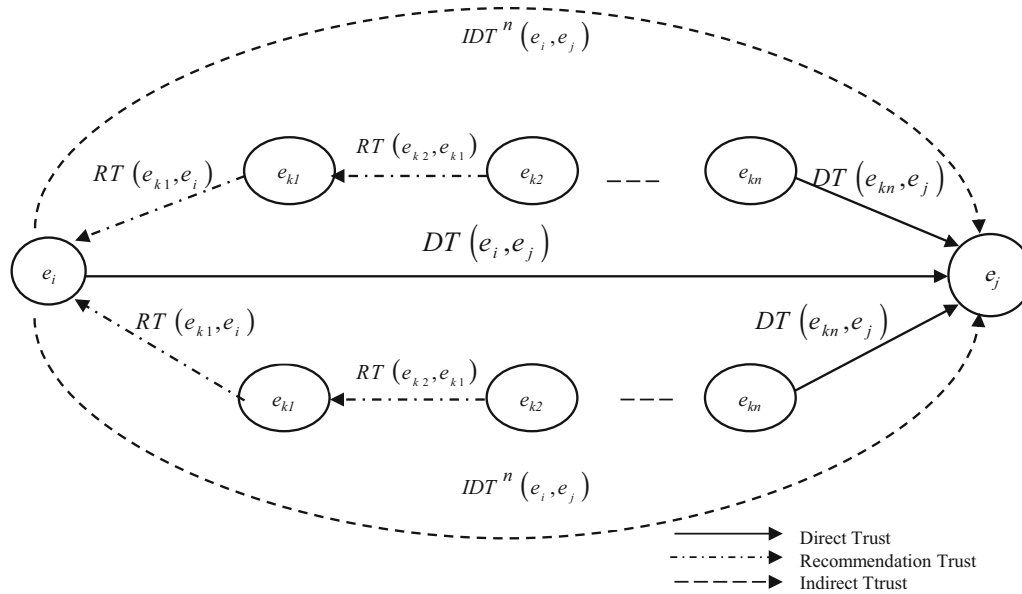 IDT^n (e_i, e_j)
RT (e_k1, e_i)
e_k1
RT (e_k2, e_k1)
e_k2
e_kn
DT (e_kn, e_j)
DT (e_i, e_j)
e_i
e_j
RT (e_k1, e_i)
e_k1
RT (e_k2, e_k1)
e_k2
e_kn
DT (e_kn, e_j)
IDT^n (e_i, e_j)
Direct Trust
Recommendation Trust
Indirect Ttrust